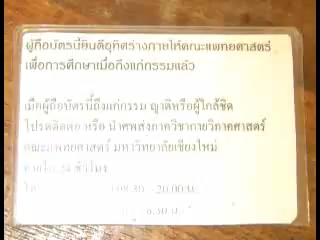 ผู้ถือบัตรนี้ยินดีอุทิศร่างกายให้คณะแพทยศาสตร์
เพื่อการศึกษาเมื่อถึงแก่กรรมแล้ว
เมื่อผู้ถือบัตรนี้ถึงแก่กรรม ญาติหรือผู้ใกล้ชิด
โปรดติดต่อ หรือ นำศพส่งภาควิชากายวิภาคศาสตร์
คณะแพทยศาสตร์ มหาวิทยาลัยเชียงใหม่
ภายใน 24 ชั่วโมง
08.30 - 20.00 น.
8.30 น.